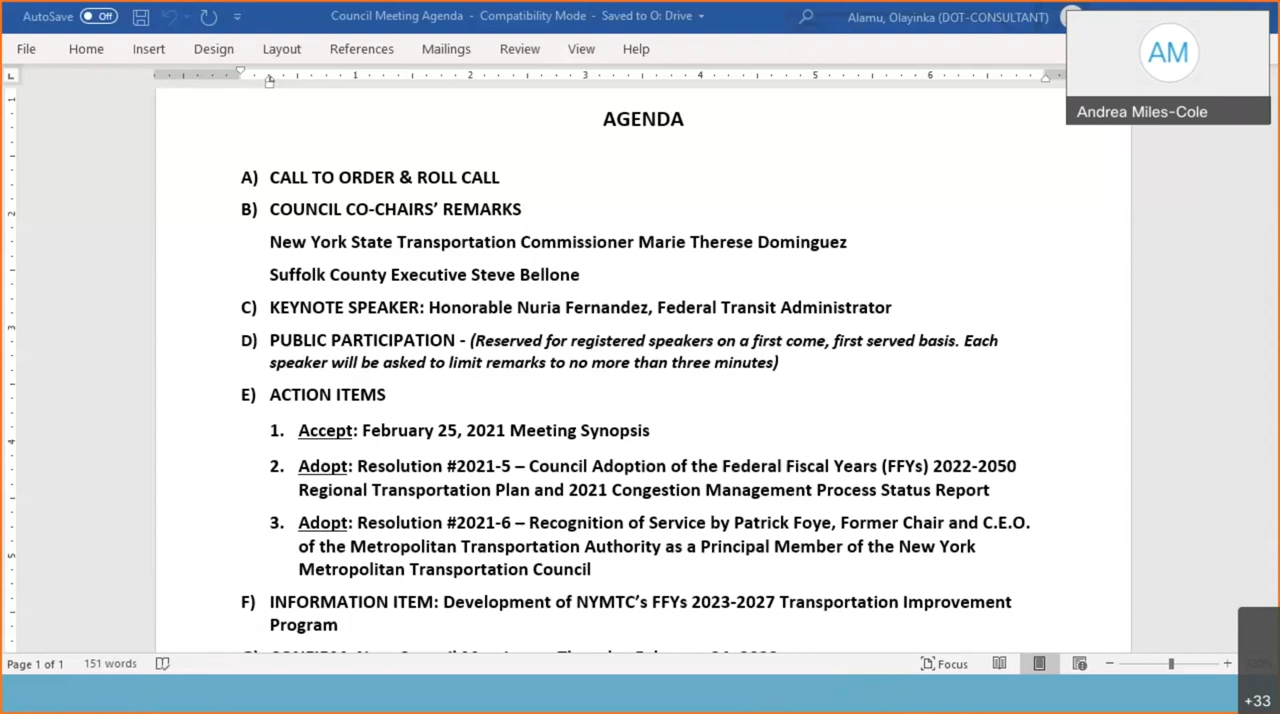 AutoSave Off Council Meeting Agenda - Compatibility Mode - Saved to O: Drive Alamu, Olayinka (DOT-CONSULTANT)
File Home Insert Design Layout References Mailings Review View Help
AM
Andrea Miles-Cole
1 2 3 4 5 6
AGENDA
A) CALL TO ORDER & ROLL CALL
B) COUNCIL CO-CHAIRS’ REMARKS
New York State Transportation Commissioner Marie Therese Dominguez
Suffolk County Executive Steve Bellone
C) KEYNOTE SPEAKER: Honorable Nuria Fernandez, Federal Transit Administrator
D) PUBLIC PARTICIPATION - (Reserved for registered speakers on a first come, first served basis. Each
speaker will be asked to limit remarks to no more than three minutes)
E) ACTION ITEMS
1. Accept: February 25, 2021 Meeting Synopsis
2. Adopt: Resolution #2021-5 – Council Adoption of the Federal Fiscal Years (FFYs) 2022-2050
Regional Transportation Plan and 2021 Congestion Management Process Status Report
3. Adopt: Resolution #2021-6 – Recognition of Service by Patrick Foye, Former Chair and C.E.O.
of the Metropolitan Transportation Authority as a Principal Member of the New York
Metropolitan Transportation Council
F) INFORMATION ITEM: Development of NYMTC’s FFYs 2023-2027 Transportation Improvement
Program
Page 1 of 1 151 words Focus
+33